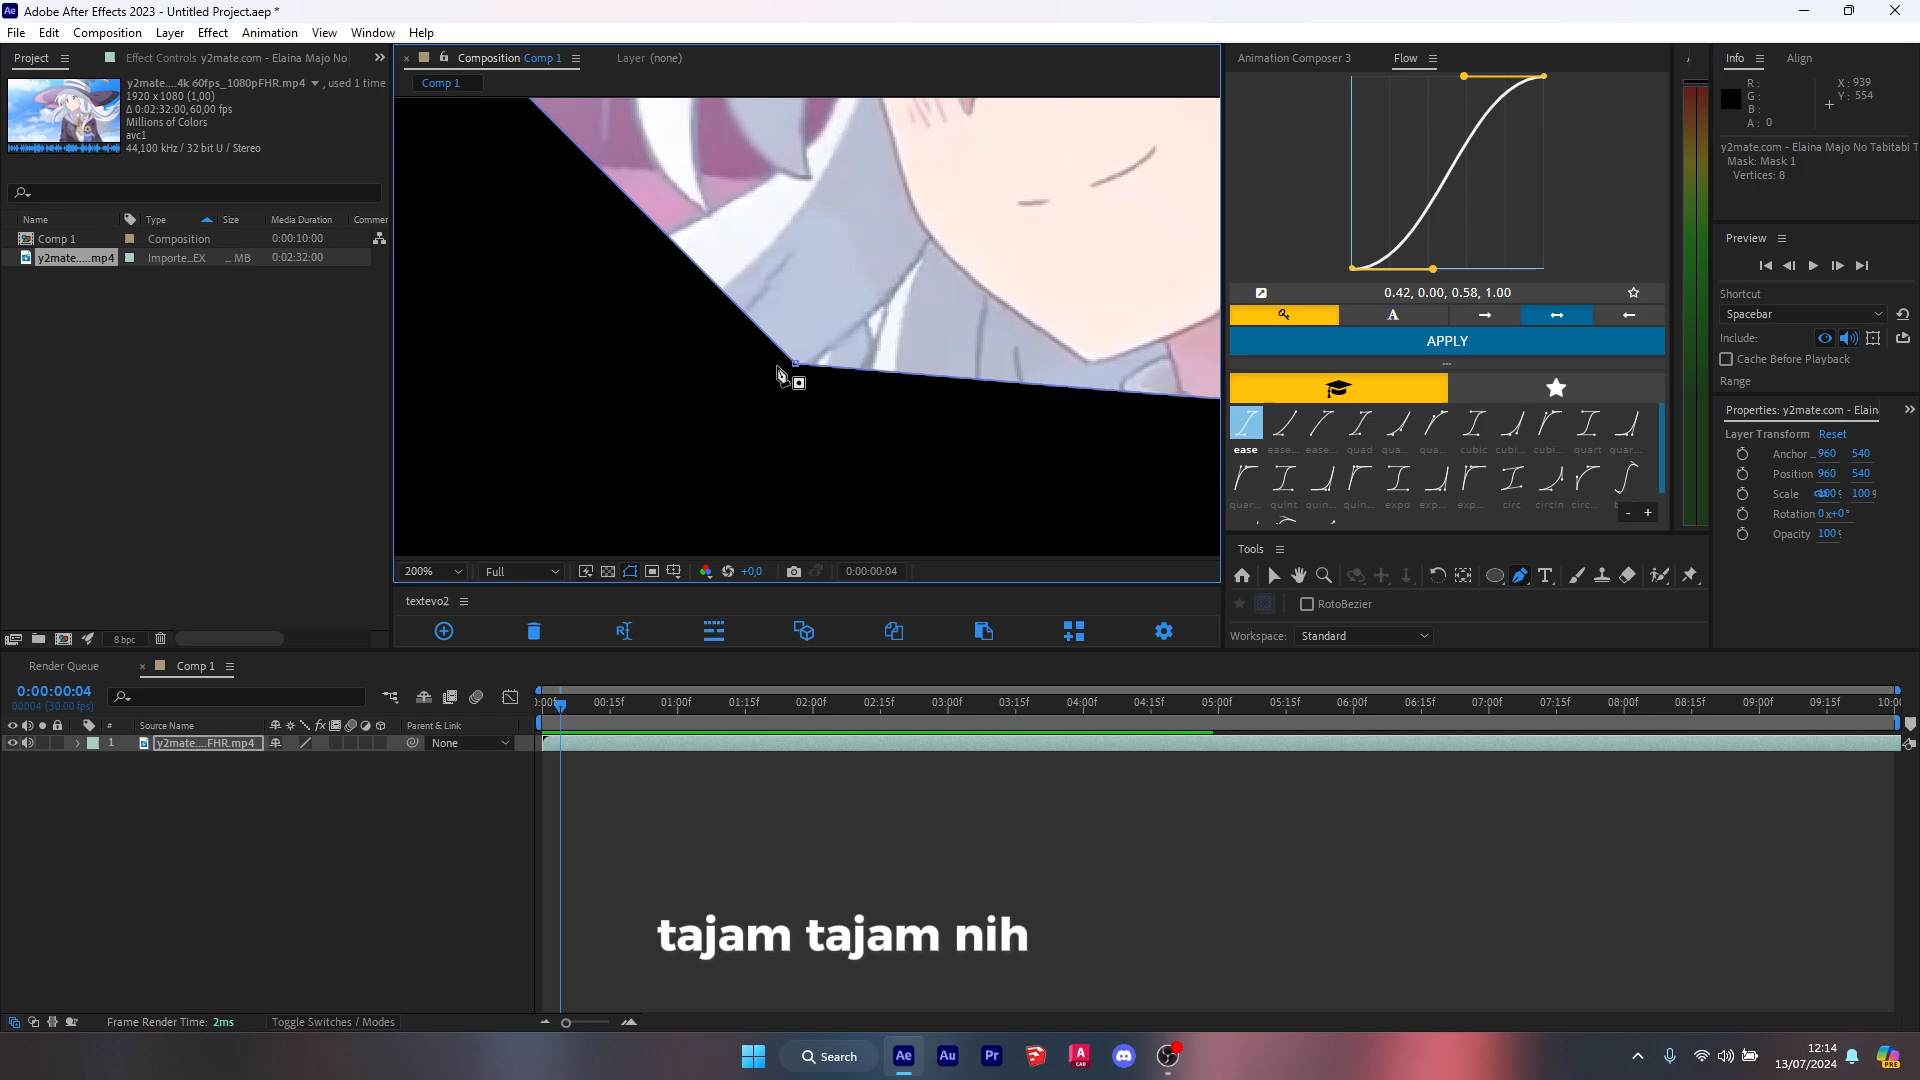 Adobe After Effects 2023 - Untitled Project.aep *
File Edit Composition Layer Effect Animation View Window Help
Project
Effect Controls y2mate.com - Elaina Majo No
Composition Comp 1
Layer (none)
Comp 1
y2mate....4k 60fps_1080pFHR.mp4 , used 1 time
1920 x 1080 (1,00)
Δ 0:02:32:00, 60,00 fps
Millions of Colors
avc1
44,100 kHz / 32 bit U / Stereo
Name Type Size Media Duration Commer
Comp 1 Composition 0:00:10:00
y2mate.....mp4 Importe...EX ... MB 0:02:32:00
8 bpc
200% Full +0,0 0:00:00:04
textevo2
Animation Composer 3 Flow
0.42, 0.00, 0.58, 1.00
APPLY
ease ease... ease... quad qua... qua... cubic cubi... cubi... quart quar...
quar... quint quin... quin... expo exp... exp... circ circIn circ...
- +
Tools
RotoBezier
Workspace: Standard
Info Align
R :
G :
B :
A : 0
X : 939
Y : 554
y2mate.com - Elaina Majo No Tabitabi T
Mask: Mask 1
Vertices: 8
Preview
Shortcut
Spacebar
Include:
Cache Before Playback
Range
Properties: y2mate.com - Elain
Layer Transform Reset
Anchor ... 960 540
Position 960 540
Scale 100 100
Rotation 0x+0°
Opacity 100
Render Queue Comp 1
0:00:00:04
00004 (30.00 fps)
# Source Name Parent & Link
1 y2mate....FHR.mp4 None
00:15f 01:00f 01:15f 02:00f 02:15f 03:00f 03:15f 04:00f 04:15f 05:00f 05:15f 06:00f 06:15f 07:00f 07:15f 08:00f 08:15f 09:00f 09:15f 10:00
tajam tajam nih
Frame Render Time: 2ms
Toggle Switches / Modes
Search
Ae Au Pr A CAD
12:14
13/07/2024
PRE